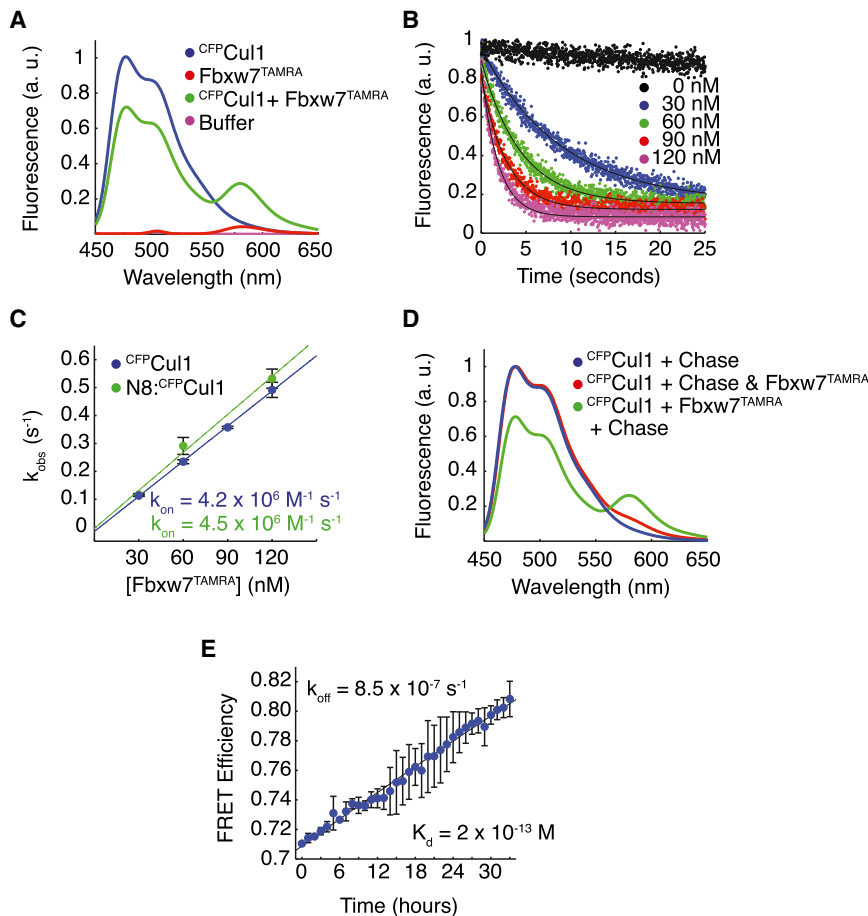 A
Fluorescence (a. u.)
1
0.8
0.6
0.4
0.2
450 500 550 600 650
Wavelength (nm)
CFPCul1
Fbxw7TAMRA
CFPCul1+ Fbxw7TAMRA
Buffer
B
Fluorescence (a. u.)
1
0.8
0.6
0.4
0.2
0
0 5 10 15 20 25
Time (seconds)
0 nM
30 nM
60 nM
90 nM
120 nM
C
kobs (s-1)
0.6
0.5
0.4
0.3
0.2
0.1
0
30 60 90 120
[Fbxw7TAMRA] (nM)
CFPCul1
N8:CFPCul1
kon = 4.2 x 10⁶ M-1 s-1
kon = 4.5 x 10⁶ M-1 s-1
D
Fluorescence (a. u.)
1
0.8
0.6
0.4
0.2
450 500 550 600 650
Wavelength (nm)
CFPCul1 + Chase
CFPCul1 + Chase & Fbxw7TAMRA
CFPCul1 + Fbxw7TAMRA
+ Chase
E
FRET Efficiency
0.82
0.80
0.78
0.76
0.74
0.72
0.7
0 6 12 18 24 30
Time (hours)
koff = 8.5 x 10-7 s-1
Kd = 2 x 10-13 M